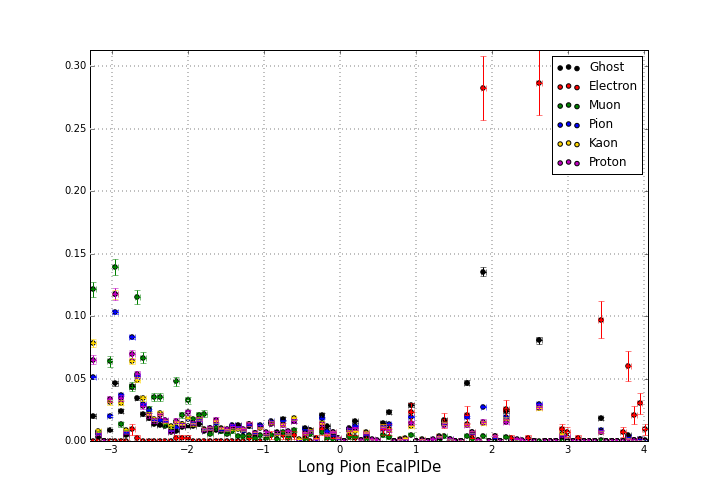 0.30
0.25
0.20
0.15
0.10
0.05
0.00
−3
−2
−1
0
1
2
3
4
Long Pion EcalPIDe
Ghost
Electron
Muon
Pion
Kaon
Proton